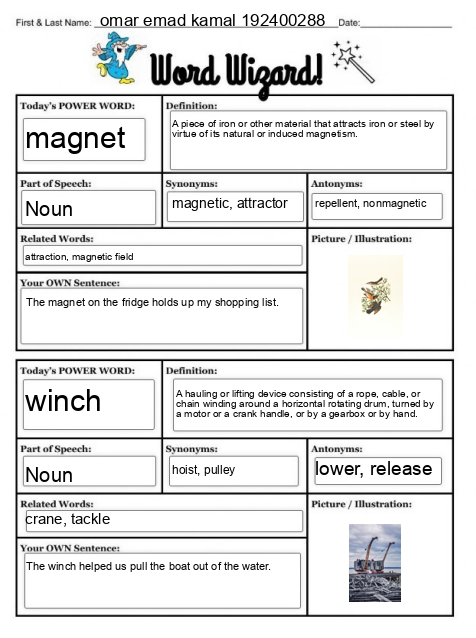 First & Last Name: omar emad kamal 192400288 Date:
Word Wizard!
Today's POWER WORD:
magnet
Definition:
A piece of iron or other material that attracts iron or steel by
virtue of its natural or induced magnetism.
Part of Speech:
Noun
Synonyms:
magnetic, attractor
Antonyms:
repellent, nonmagnetic
Related Words:
attraction, magnetic field
Picture / Illustration:
Your OWN Sentence:
The magnet on the fridge holds up my shopping list.
Today's POWER WORD:
winch
Definition:
A hauling or lifting device consisting of a rope, cable, or
chain winding around a horizontal rotating drum, turned by
a motor or a crank handle, or by a gearbox or by hand.
Part of Speech:
Noun
Synonyms:
hoist, pulley
Antonyms:
lower, release
Related Words:
crane, tackle
Picture / Illustration:
Your OWN Sentence:
The winch helped us pull the boat out of the water.